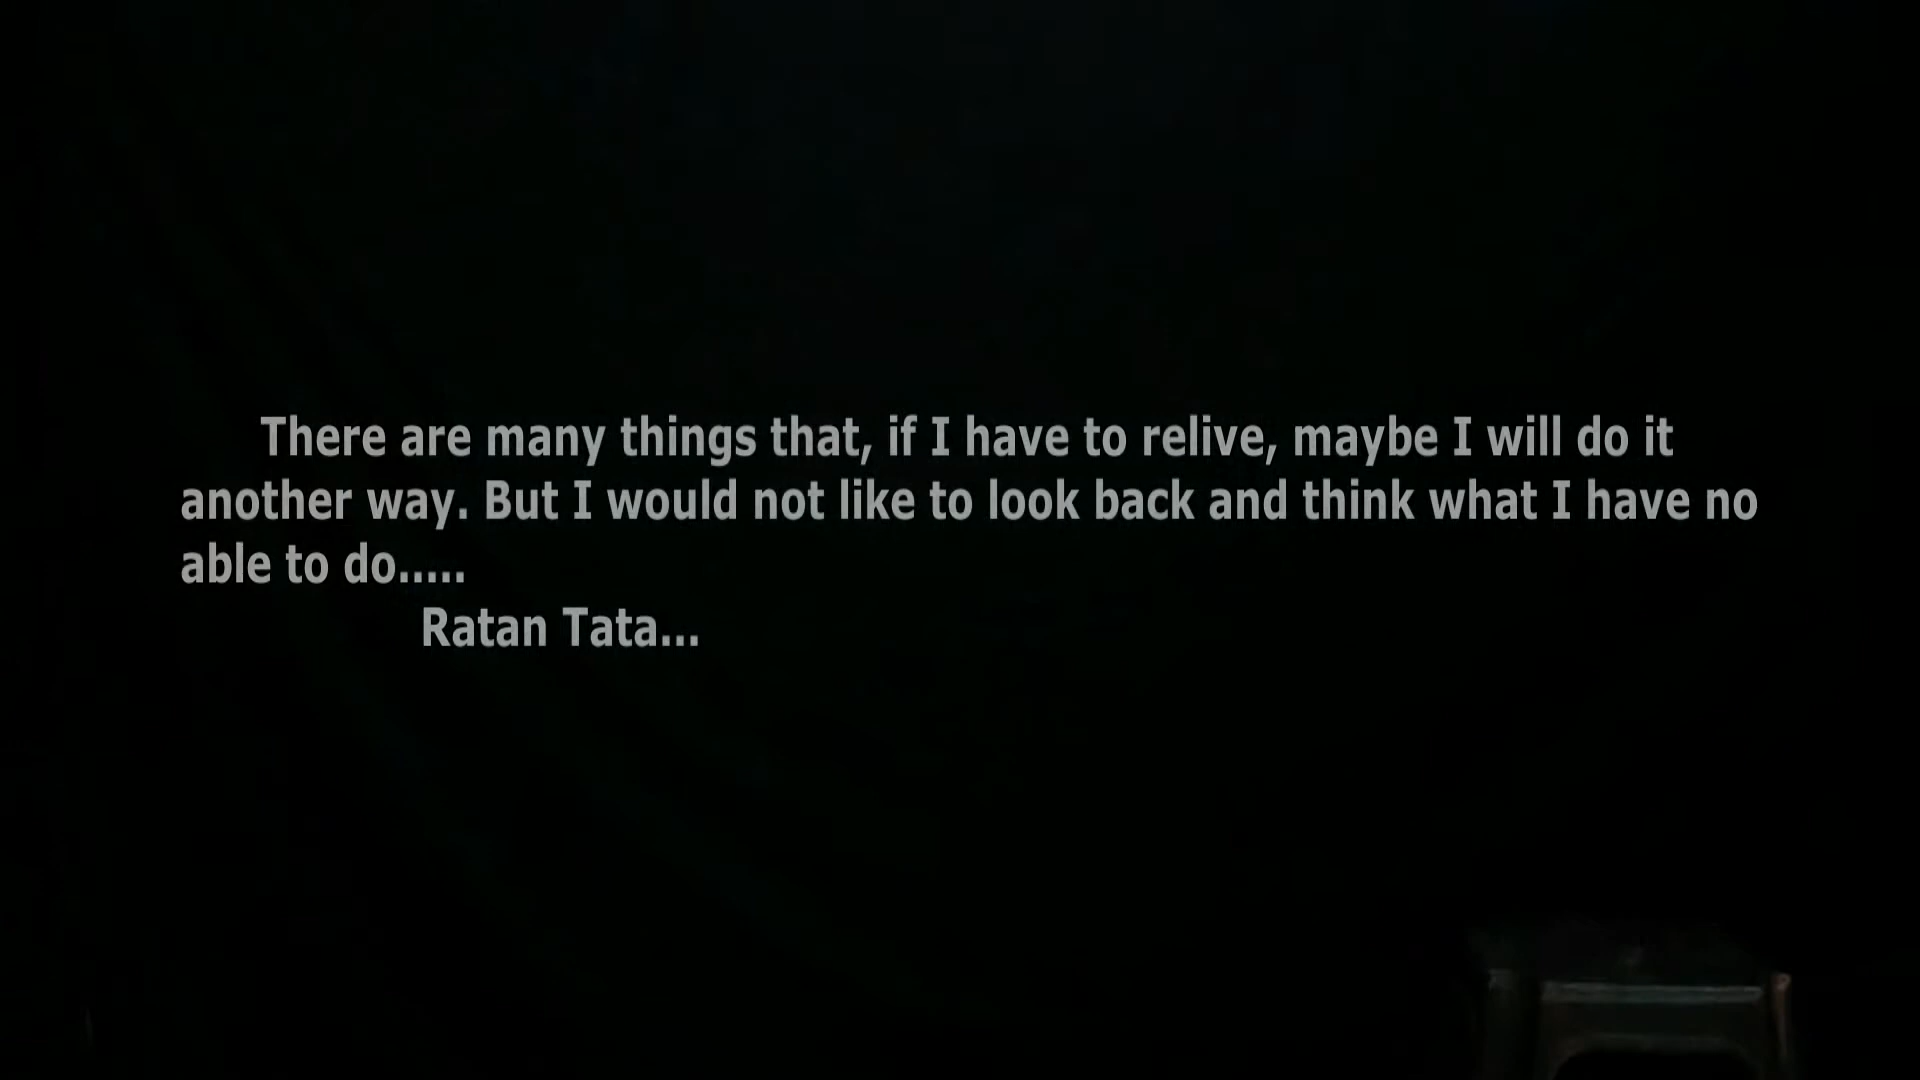 There are many things that, if I have to relive, maybe I will do it
another way. But I would not like to look back and think what I have no
able to do.....
Ratan Tata...